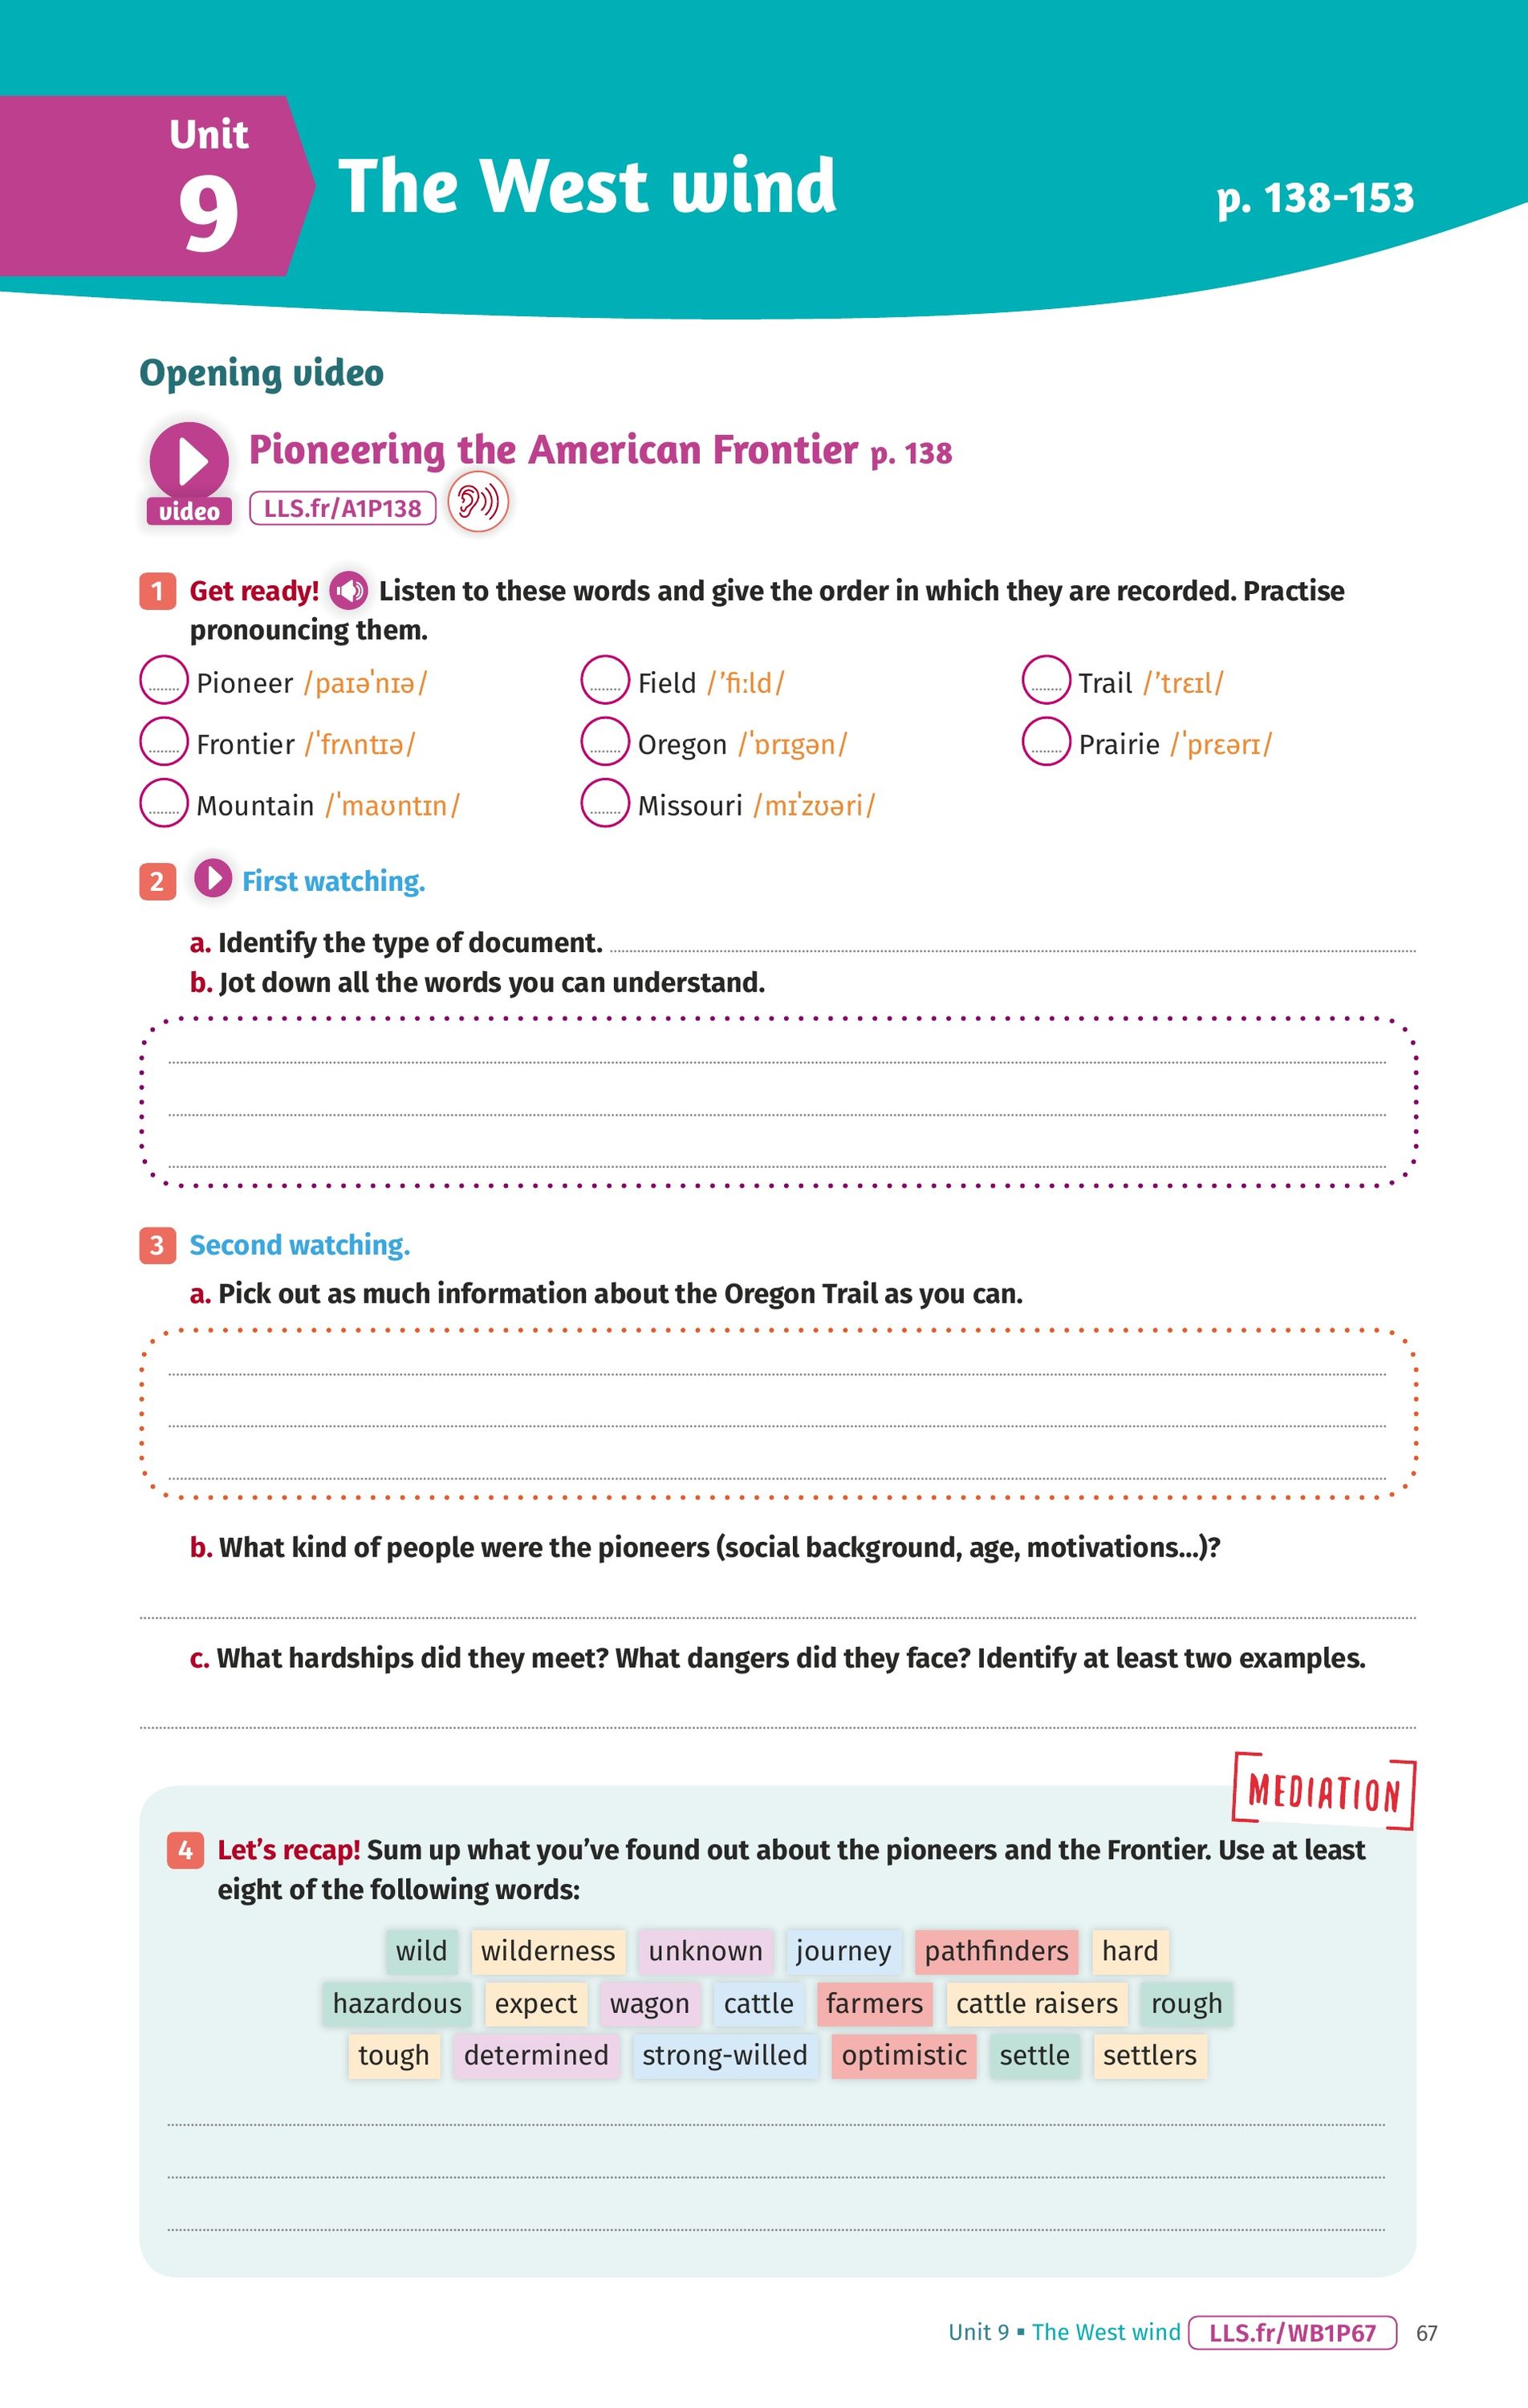 Unit
9
The West wind
p. 138-153
Opening video
video
Pioneering the American Frontier p. 138
LLS.fr/A1P138
1 Get ready! Listen to these words and give the order in which they are recorded. Practise
pronouncing them.
........ Pioneer /paɪəˈnɪə/ ........ Field /’fiːld/ ........ Trail /’trɛɪl/
........ Frontier /ˈfrʌntɪə/ ........ Oregon /ˈɒrɪgən/ ........ Prairie /ˈprɛərɪ/
........ Mountain /ˈmaʊntɪn/ ........ Missouri /mɪˈzʊəri/
2 First watching.
a. Identify the type of document.
b. Jot down all the words you can understand.
3 Second watching.
a. Pick out as much information about the Oregon Trail as you can.
b. What kind of people were the pioneers (social background, age, motivations...)?
c. What hardships did they meet? What dangers did they face? Identify at least two examples.
MEDIATION
4 Let’s recap! Sum up what you’ve found out about the pioneers and the Frontier. Use at least
eight of the following words:
wild wilderness unknown journey pathfinders hard
hazardous expect wagon cattle farmers cattle raisers rough
tough determined strong-willed optimistic settle settlers
Unit 9 ▪ The West wind LLS.fr/WB1P67 67